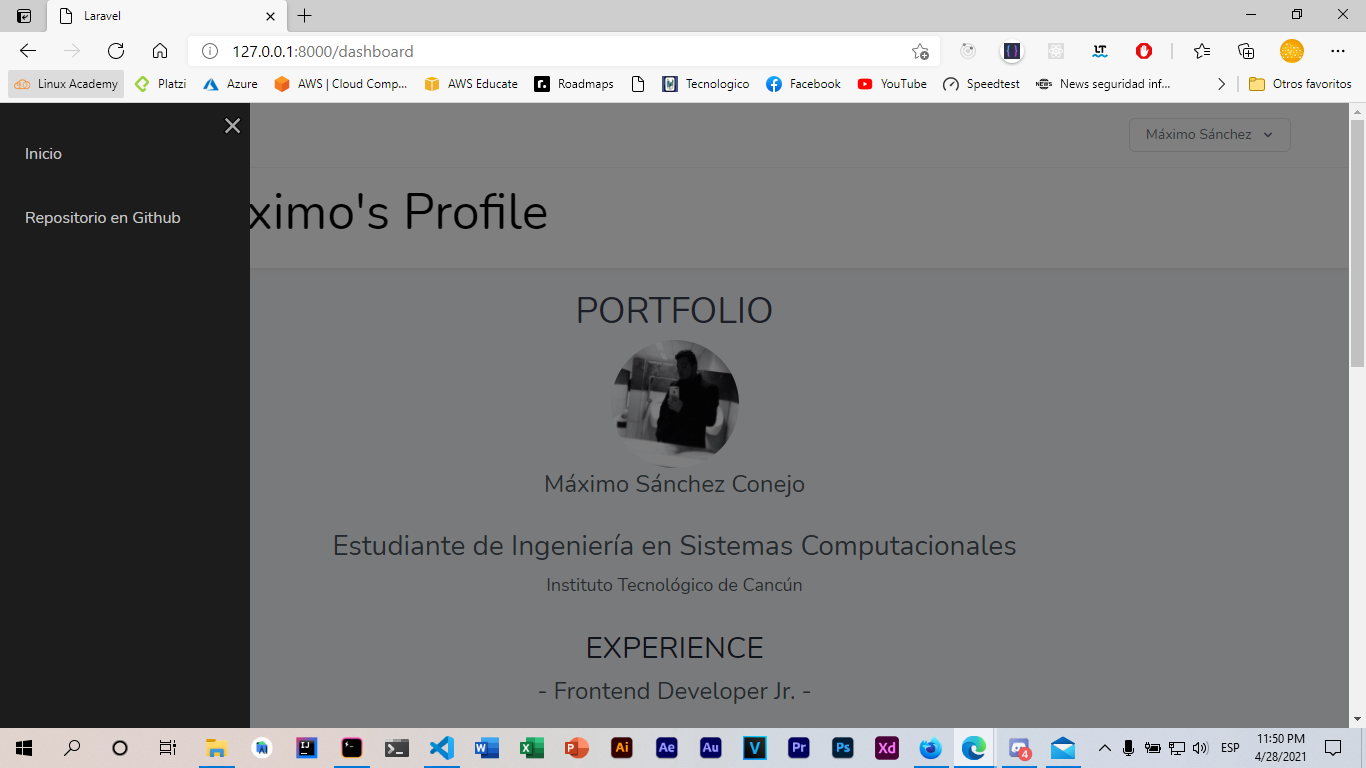 Laravel
127.0.0.1:8000/dashboard
LT
Linux Academy
Platzi
Azure
AWS | Cloud Comp...
AWS Educate
Roadmaps
Tecnologico
Facebook
YouTube
Speedtest
News seguridad inf...
Otros favoritos
Inicio
Repositorio en Github
Máximo Sánchez
ximo's Profile
PORTFOLIO
Máximo Sánchez Conejo
Estudiante de Ingeniería en Sistemas Computacionales
Instituto Tecnológico de Cancún
EXPERIENCE
- Frontend Developer Jr. -
Ai
Ae
Au
V
Pr
Ps
Xd
4
ESP
11:50 PM
4/28/2021